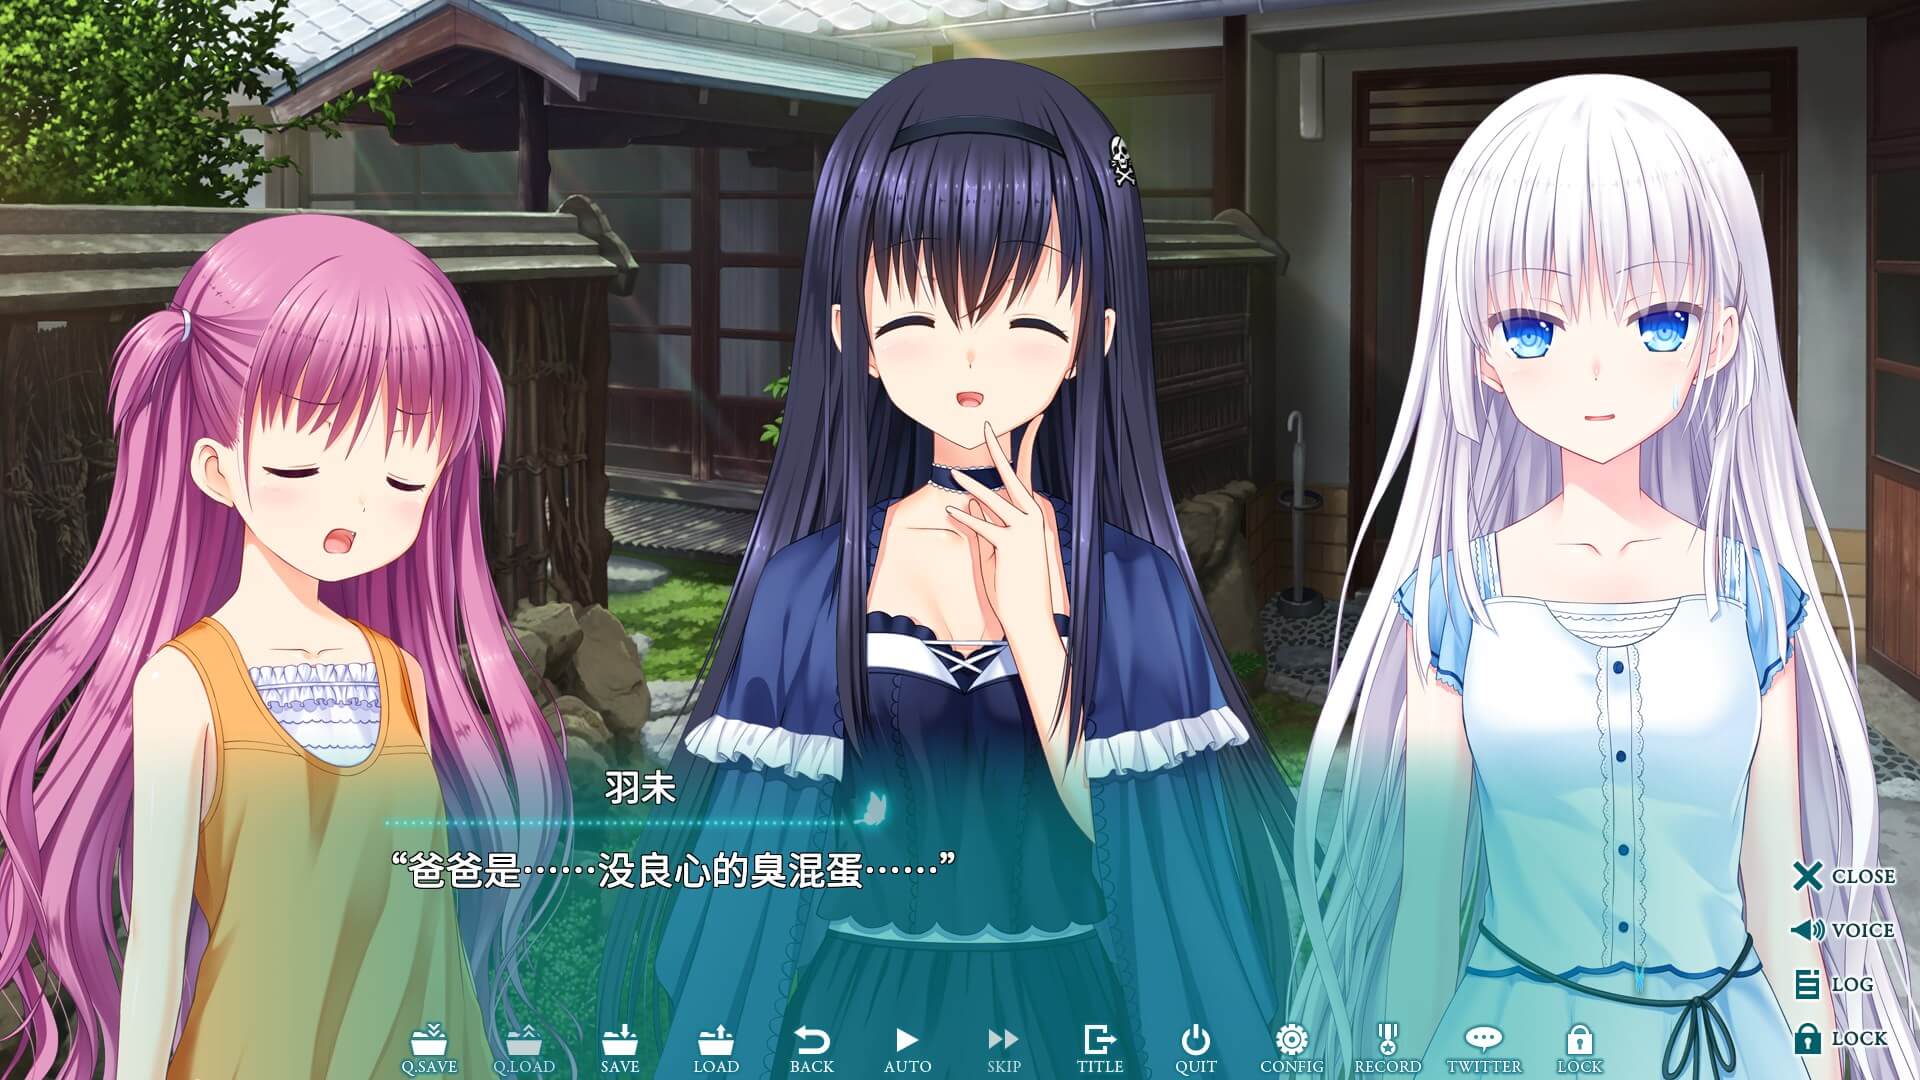 羽未
“爸爸是……没良心的臭混蛋……”
CLOSE
VOICE
LOG
LOCK
Q.SAVE Q.LOAD SAVE LOAD BACK AUTO SKIP TITLE QUIT CONFIG RECORD TWITTER LOCK